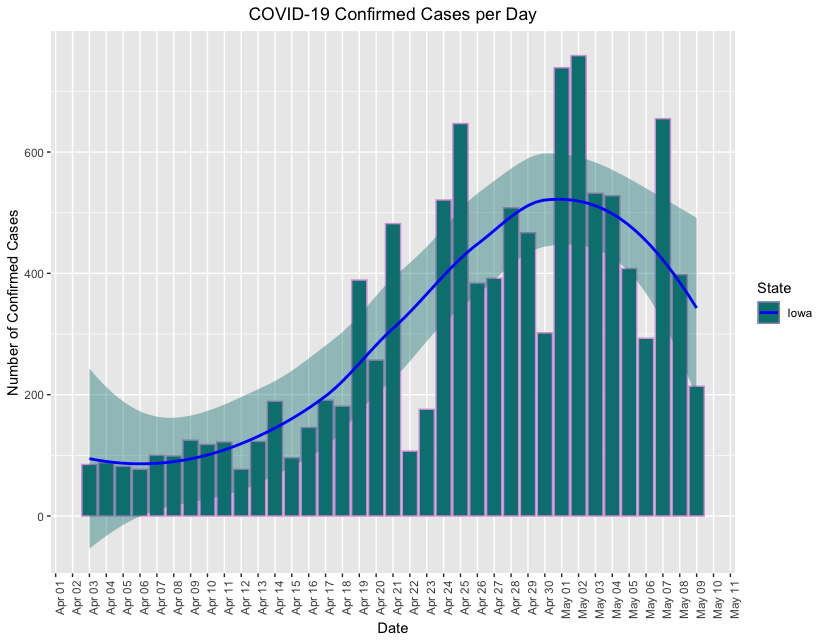 COVID-19 Confirmed Cases per Day
Number of Confirmed Cases
600
400
200
0
Apr 01
Apr 02
Apr 03
Apr 04
Apr 05
Apr 06
Apr 07
Apr 08
Apr 09
Apr 10
Apr 11
Apr 12
Apr 13
Apr 14
Apr 15
Apr 16
Apr 17
Apr 18
Apr 19
Apr 20
Apr 21
Apr 22
Apr 23
Apr 24
Apr 25
Apr 26
Apr 27
Apr 28
Apr 29
Apr 30
May 01
May 02
May 03
May 04
May 05
May 06
May 07
May 08
May 09
May 10
May 11
Date
State
Iowa